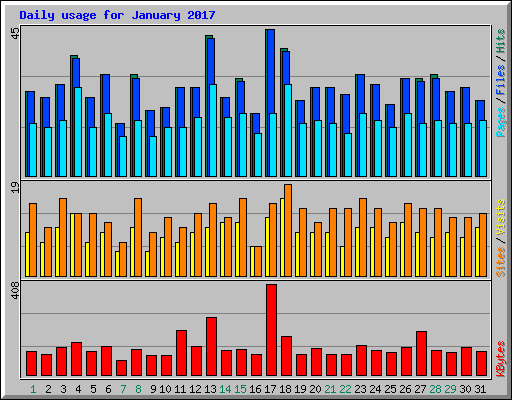 Daily usage for January 2017
45
Pages / Files / Hits
19
Sites / Visits
408
KBytes
1 2 3 4 5 6 7 8 9 10 11 12 13 14 15 16 17 18 19 20 21 22 23 24 25 26 27 28 29 30 31